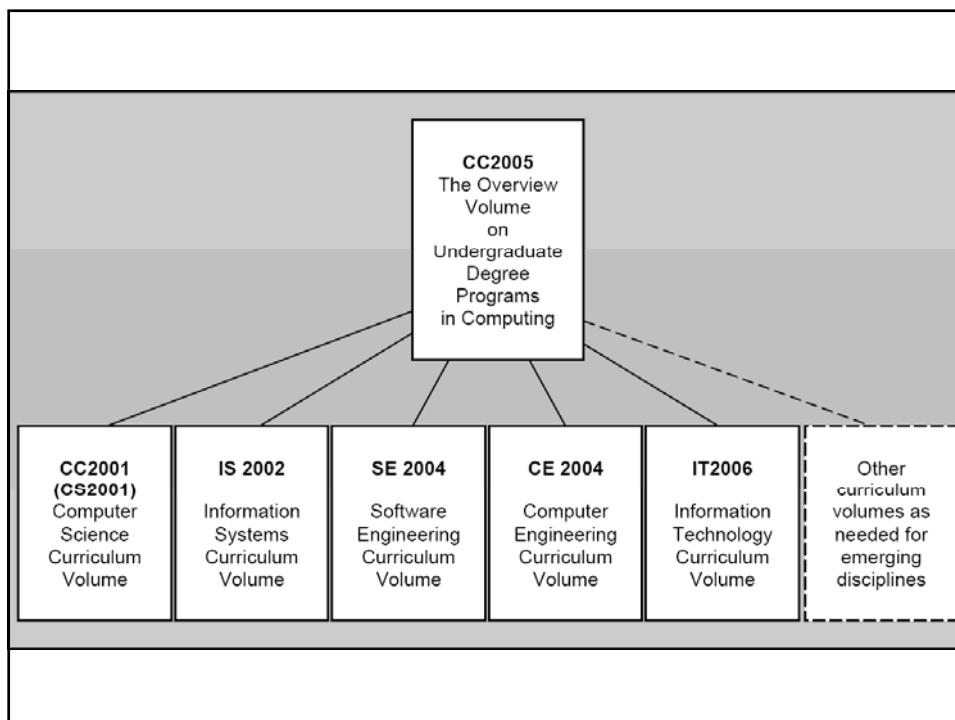 CC2005
The Overview
Volume
on
Undergraduate
Degree
Programs
in Computing
CC2001
(CS2001)
Computer
Science
Curriculum
Volume
IS 2002
Information
Systems
Curriculum
Volume
SE 2004
Software
Engineering
Curriculum
Volume
CE 2004
Computer
Engineering
Curriculum
Volume
IT2006
Information
Technology
Curriculum
Volume
Other
curriculum
volumes as
needed for
emerging
disciplines